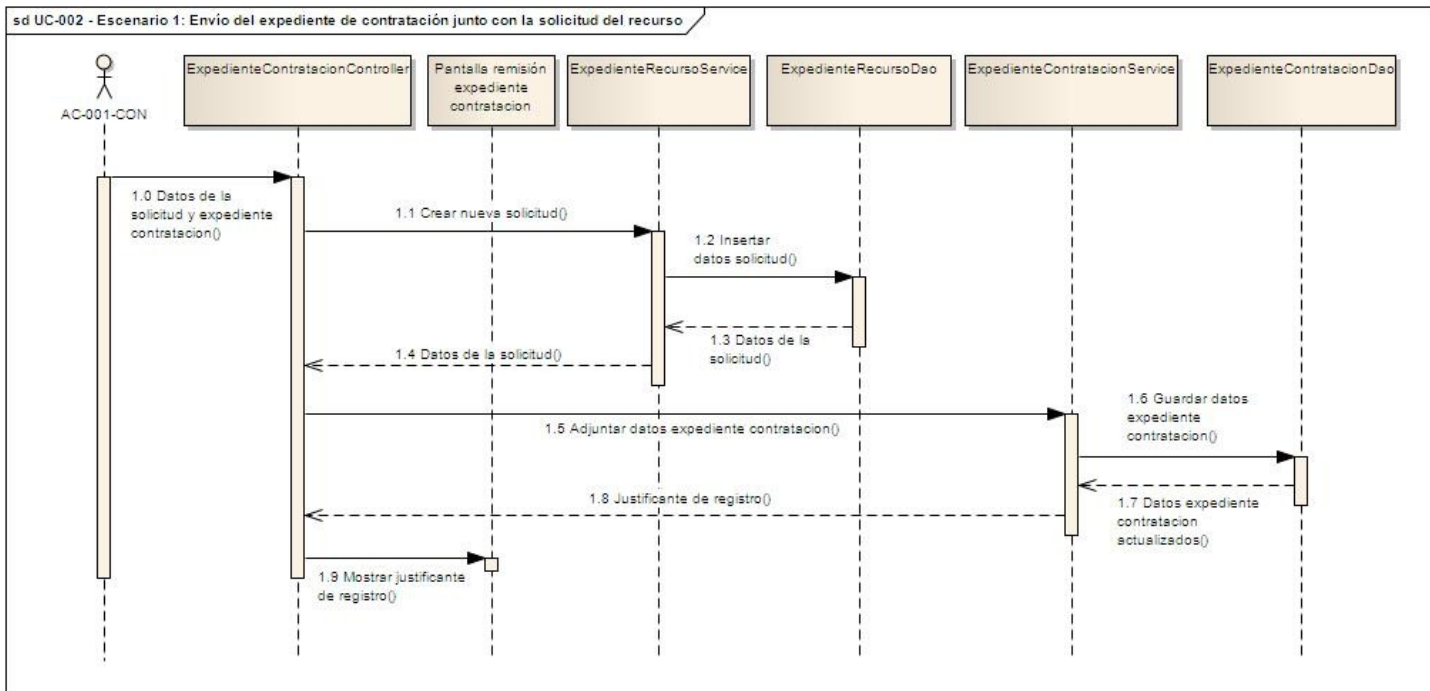 sd UC-002 - Escenario 1: Envío del expediente de contratación junto con la solicitud del recurso
AC-001-CON
ExpedienteContratacionController
Pantalla remisión
expediente
contratacion
ExpedienteRecursoService
ExpedienteRecursoDao
ExpedienteContratacionService
ExpedienteContratacionDao
1.0 Datos de la
solicitud y expediente
contratacion()
1.1 Crear nueva solicitud()
1.2 Insertar
datos solicitud()
1.3 Datos de la
solicitud()
1.4 Datos de la solicitud()
1.5 Adjuntar datos expediente contratacion()
1.6 Guardar datos
expediente
contratacion()
1.7 Datos expediente
contratacion
actualizados()
1.8 Justificante de registro()
1.9 Mostrar justificante
de registro()